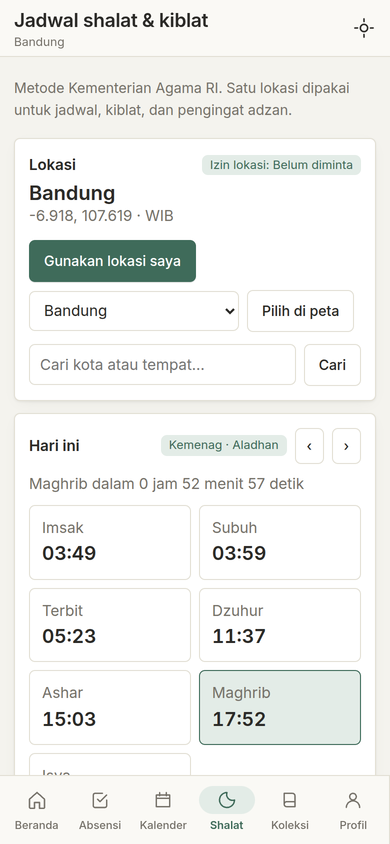 Jadwal shalat & kiblat
Bandung
Metode Kementerian Agama RI. Satu lokasi dipakai
untuk jadwal, kiblat, dan pengingat adzan.
Lokasi
Izin lokasi: Belum diminta
Bandung
-6.918, 107.619 · WIB
Gunakan lokasi saya
Bandung
Pilih di peta
Cari kota atau tempat...
Cari
Hari ini
Kemenag · Aladhan
‹
›
Maghrib dalam 0 jam 52 menit 57 detik
Imsak
03:49
Subuh
03:59
Terbit
05:23
Dzuhur
11:37
Ashar
15:03
Maghrib
17:52
Beranda
Absensi
Kalender
Shalat
Koleksi
Profil